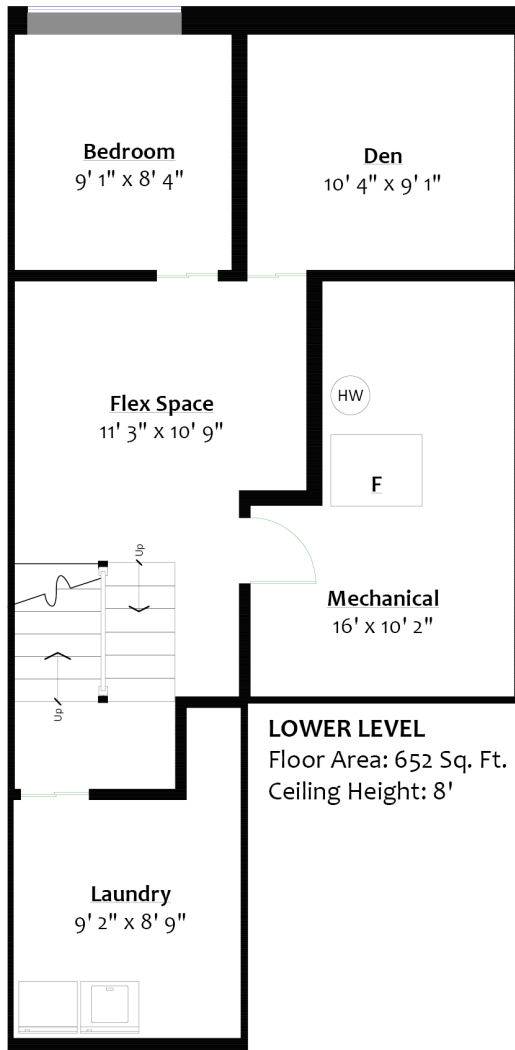 Bedroom
9' 1" x 8' 4"
Den
10' 4" x 9' 1"
Flex Space
11' 3" x 10' 9"
HW
F
Up
Mechanical
16' x 10' 2"
Up
LOWER LEVEL
Floor Area: 652 Sq. Ft.
Ceiling Height: 8'
Laundry
9' 2" x 8' 9"